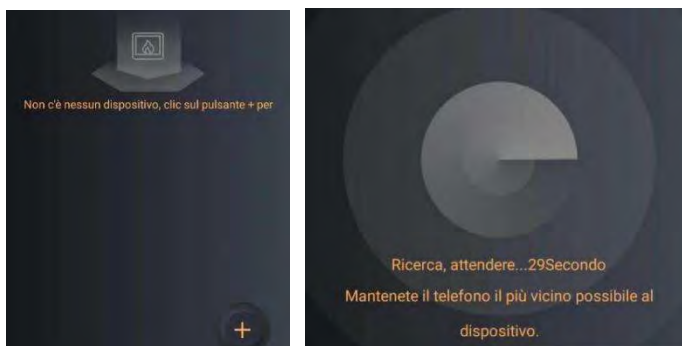 Non c'è nessun dispositivo, clic sul pulsante + per
+
Ricerca, attendere...29Secondo
Mantenete il telefono il più vicino possibile al
dispositivo.